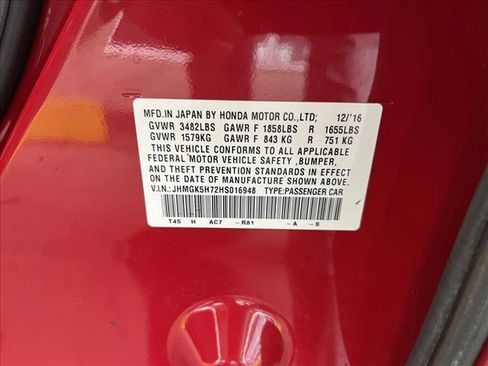 MFD.IN JAPAN BY HONDA MOTOR CO.,LTD; 12/'16
GVWR 3482LBS GAWR F 1858LBS R 1655LBS
GVWR 1579KG GAWR F 843 KG R 751 KG
THIS VEHICLE CONFORMS TO ALL APPLICABLE
FEDERAL MOTOR VEHICLE SAFETY ,BUMPER,
AND THEFT PREVENTION STANDARDS IN EFFECT
ON THE DATE OF MANUFACTURE SHOWN ABOVE.
V.I.N.: JHMGK5H72HS016948 TYPE:PASSENGER CAR
T4S H AC7 -R81 -A -S